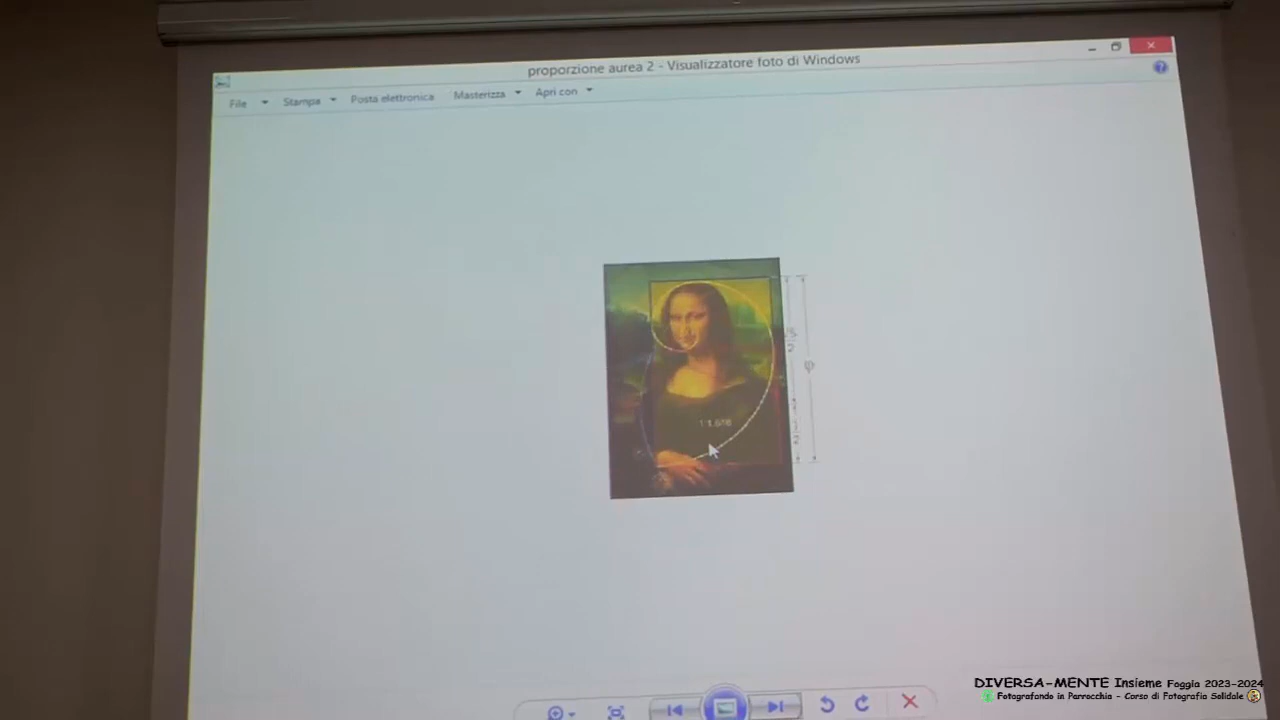 proporzione aurea 2 - Visualizzatore foto di Windows
File Stampa Posta elettronica Masterizza Apri con
φ
1:1.618
DIVERSA-MENTE Insieme Foggia 2023-2024
Fotografando in Parrocchia - Corso di Fotografia Solidale